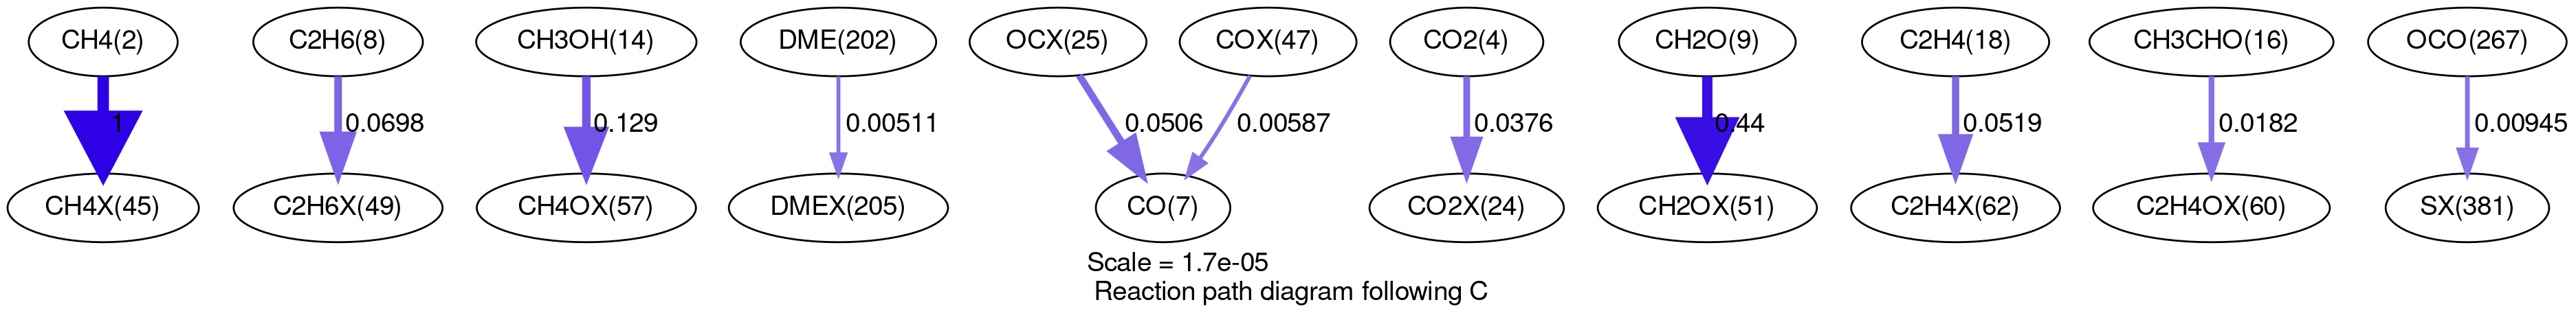 CH4(2) C2H6(8) CH3OH(14) DME(202) OCX(25) COX(47) CO2(4) CH2O(9) C2H4(18) CH3CHO(16) OCO(267)
1 0.0698 0.129 0.00511 0.0506 0.00587 0.0376 0.44 0.0519 0.0182 0.00945
CH4X(45) C2H6X(49) CH4OX(57) DMEX(205) CO(7) CO2X(24) CH2OX(51) C2H4X(62) C2H4OX(60) SX(381)
Scale = 1.7e-05
Reaction path diagram following C